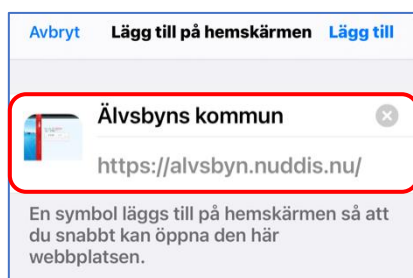 Avbryt Lägg till på hemskärmen Lägg till
Älvsbyns kommun
https://alvsbyn.nuddis.nu/
En symbol läggs till på hemskärmen så att
du snabbt kan öppna den här
webbplatsen.